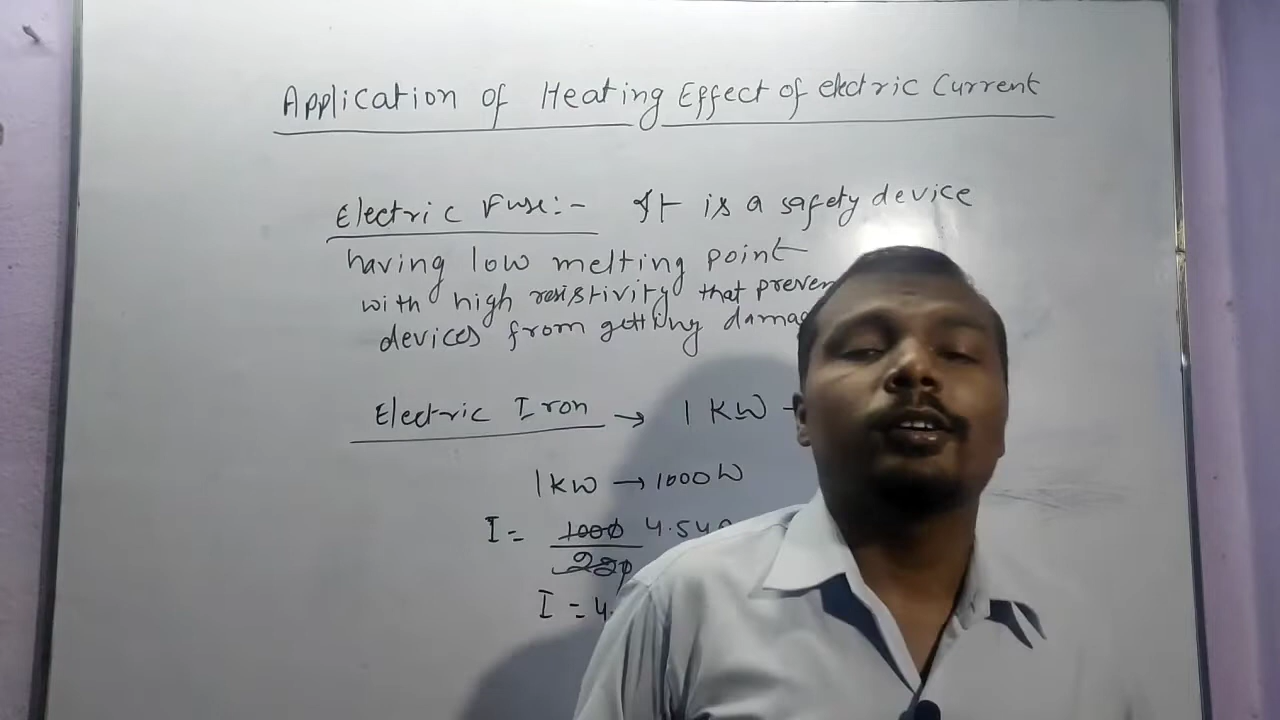 Application of Heating Effect of electric Current
Electric Fuse:- It is a safety device
having low melting point
with high resistivity that preven
devices from getting damag
Electric Iron → 1 KW
1 KW → 1000 W
I = 1000 4.54
220
I = 4.